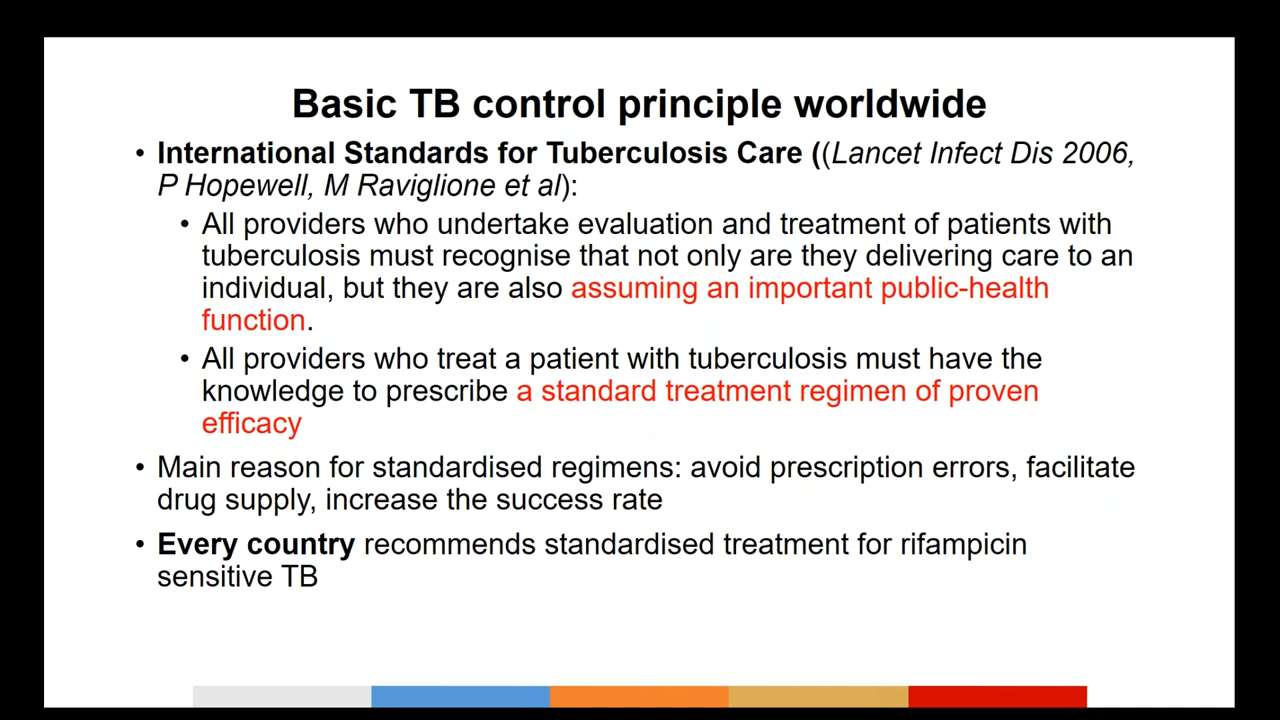 Basic TB control principle worldwide
• International Standards for Tuberculosis Care ((Lancet Infect Dis 2006,
P Hopewell, M Raviglione et al):
• All providers who undertake evaluation and treatment of patients with
tuberculosis must recognise that not only are they delivering care to an
individual, but they are also assuming an important public-health
function.
• All providers who treat a patient with tuberculosis must have the
knowledge to prescribe a standard treatment regimen of proven
efficacy
• Main reason for standardised regimens: avoid prescription errors, facilitate
drug supply, increase the success rate
• Every country recommends standardised treatment for rifampicin
sensitive TB